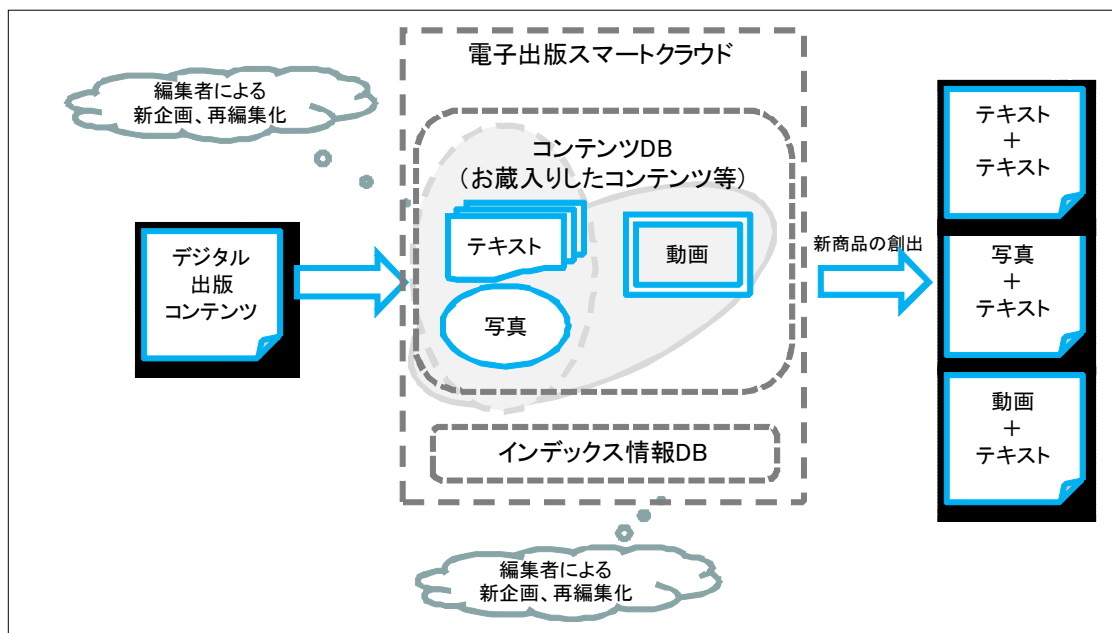 電子出版スマートクラウド
編集者による
新企画、再編集化
コンテンツDB
（お蔵入りしたコンテンツ等）
テキスト
動画
写真
インデックス情報DB
デジタル
出版
コンテンツ
新商品の創出
テキスト
＋
テキスト
写真
＋
テキスト
動画
＋
テキスト
編集者による
新企画、再編集化